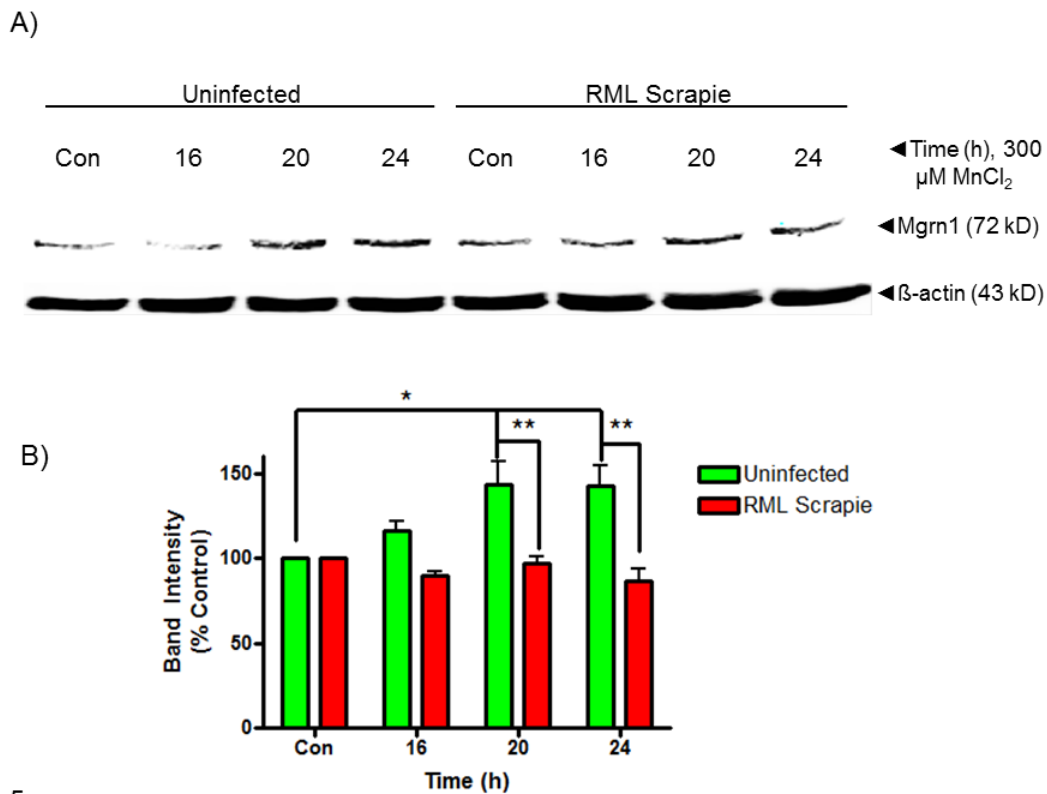 A)
Uninfected RML Scrapie
Con 16 20 24 Con 16 20 24 ◄Time (h), 300
µM MnCl₂
◄Mgrn1 (72 kD)
◄ß-actin (43 kD)
B)
* ** **
150
100
50
0
Band Intensity
(% Control)
Uninfected
RML Scrapie
Con 16 20 24
Time (h)